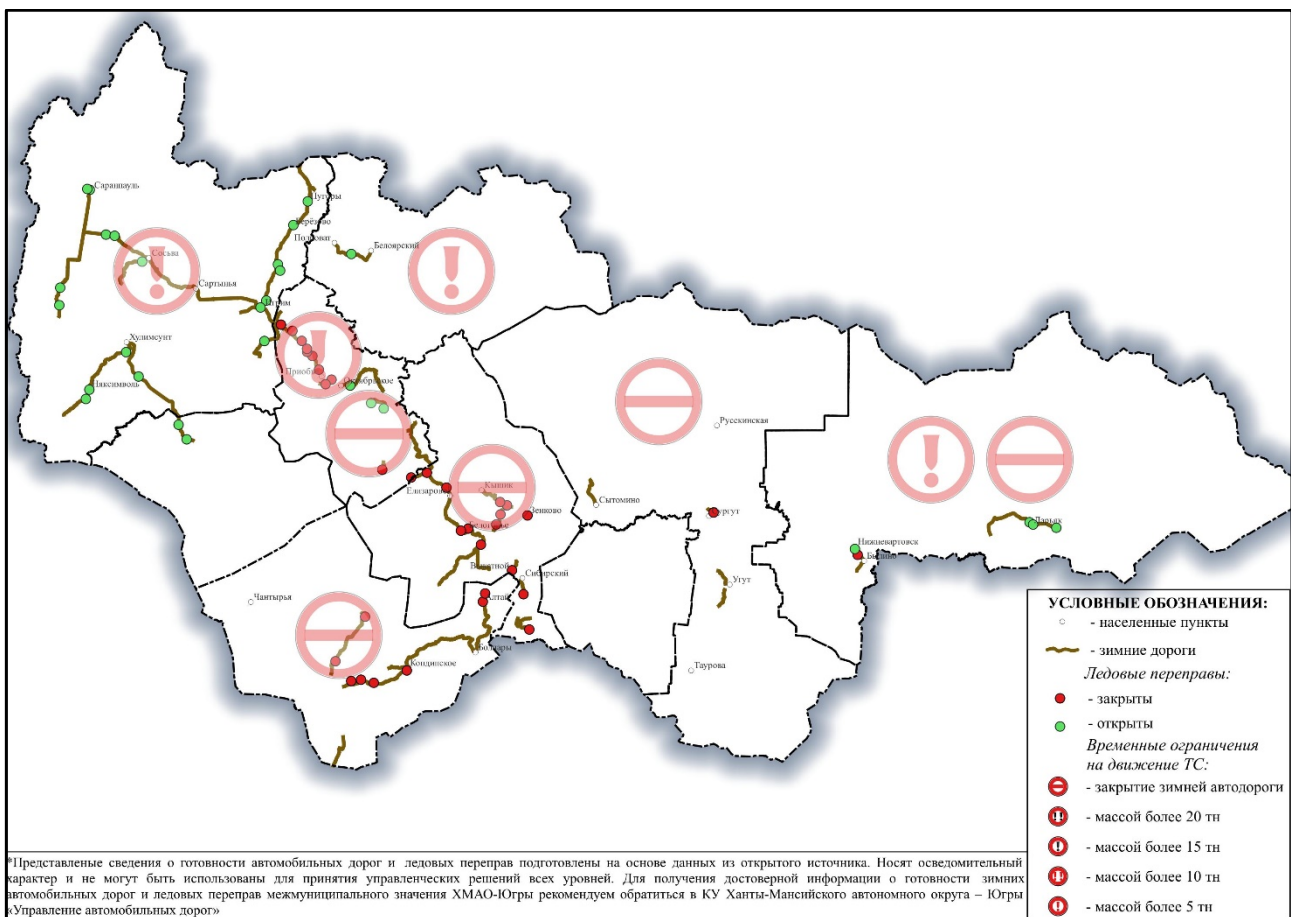 Саранпауль
Пугоры
Берёзово
Полноват
Белоярский
Сосьва
Сартынья
Игрим
Хулимсунт
Няксимволь
Приобье
Октябрьское
Русскинская
Елизарово
Кышик
Сытомино
Зенково
Сургут
Белогорье
Ларьяк
Нижневартовск
Былино
Выкатной
Сибирский
Угут
Чантырья
Алтай
Болчары
Кондинское
Таурова
УСЛОВНЫЕ ОБОЗНАЧЕНИЯ:
- населенные пункты
- зимние дороги
Ледовые переправы:
- закрыты
- открыты
Временные ограничения
на движение ТС:
- закрытие зимней автодороги
- массой более 20 тн
- массой более 15 тн
- массой более 10 тн
- массой более 5 тн
*Представленые сведения о готовности автомобильных дорог и ледовых переправ подготовлены на основе данных из открытого источника. Носят осведомительный
характер и не могут быть использованы для принятия управленческих решений всех уровней. Для получения достоверной информации о готовности зимних
автомобильных дорог и ледовых переправ межмуниципального значения ХМАО-Югры рекомендуем обратиться в КУ Ханты-Мансийского автономного округа – Югры
«Управление автомобильных дорог»